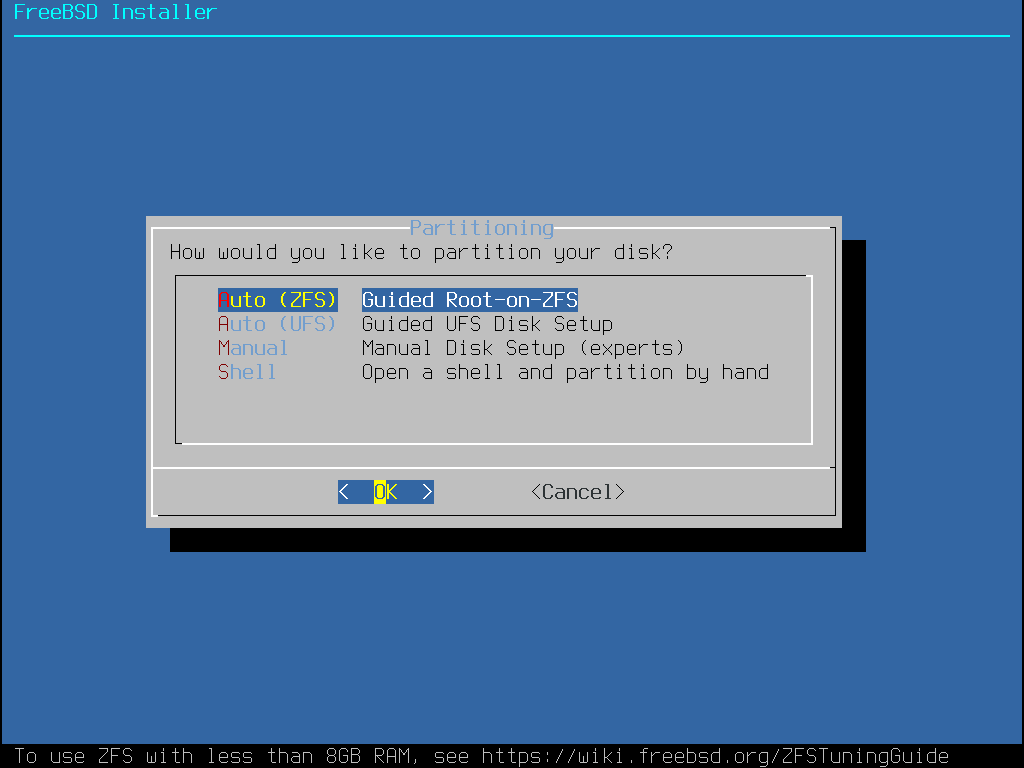 FreeBSD Installer
Partitioning
How would you like to partition your disk?
Auto (ZFS) Guided Root-on-ZFS
Auto (UFS) Guided UFS Disk Setup
Manual Manual Disk Setup (experts)
Shell Open a shell and partition by hand
< OK > <Cancel>
To use ZFS with less than 8GB RAM, see https://wiki.freebsd.org/ZFSTuningGuide